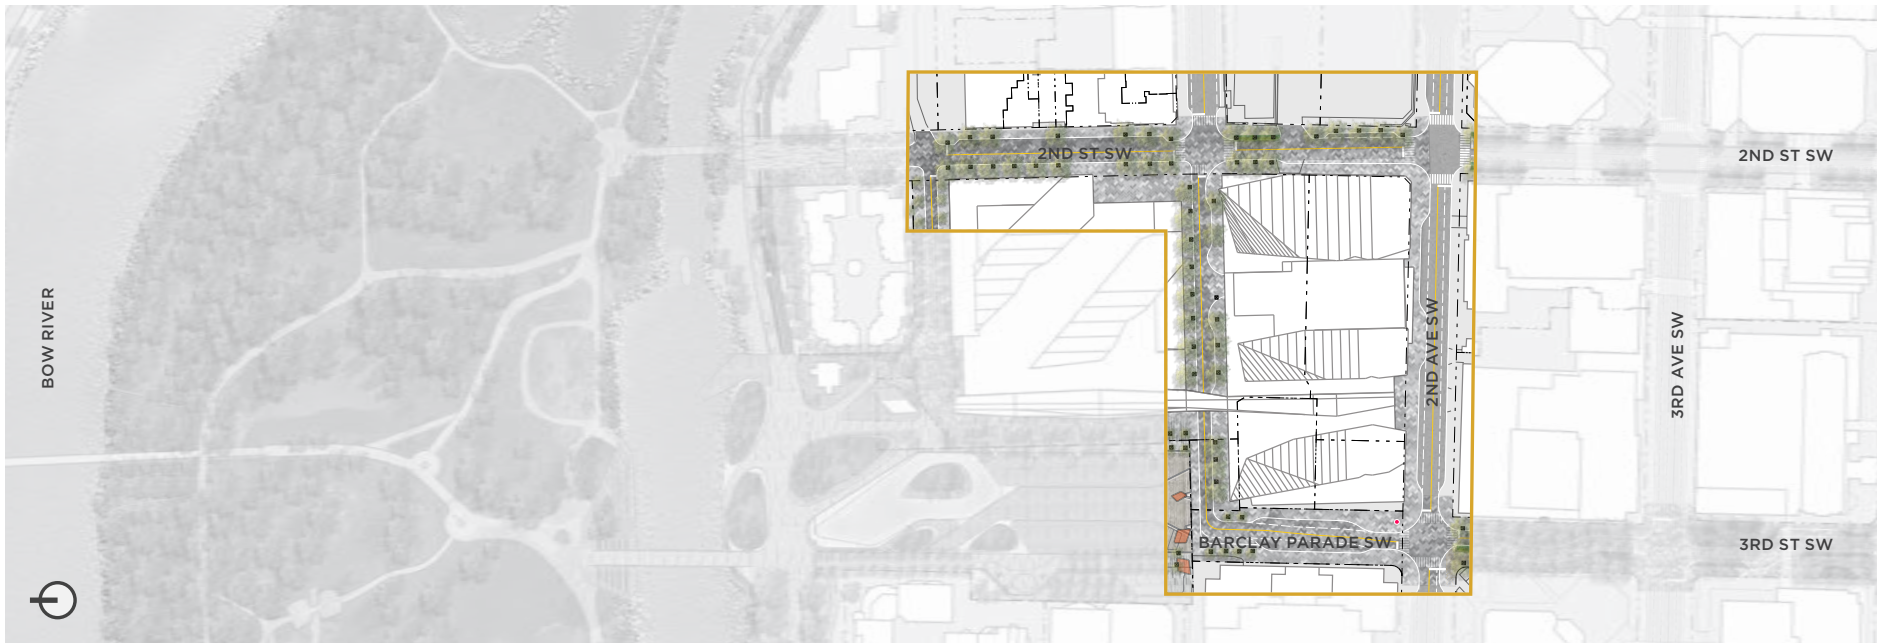 2ND ST SW
2ND ST SW
BOW RIVER
2ND AVE SW
3RD AVE SW
BARCLAY PARADE SW
3RD ST SW